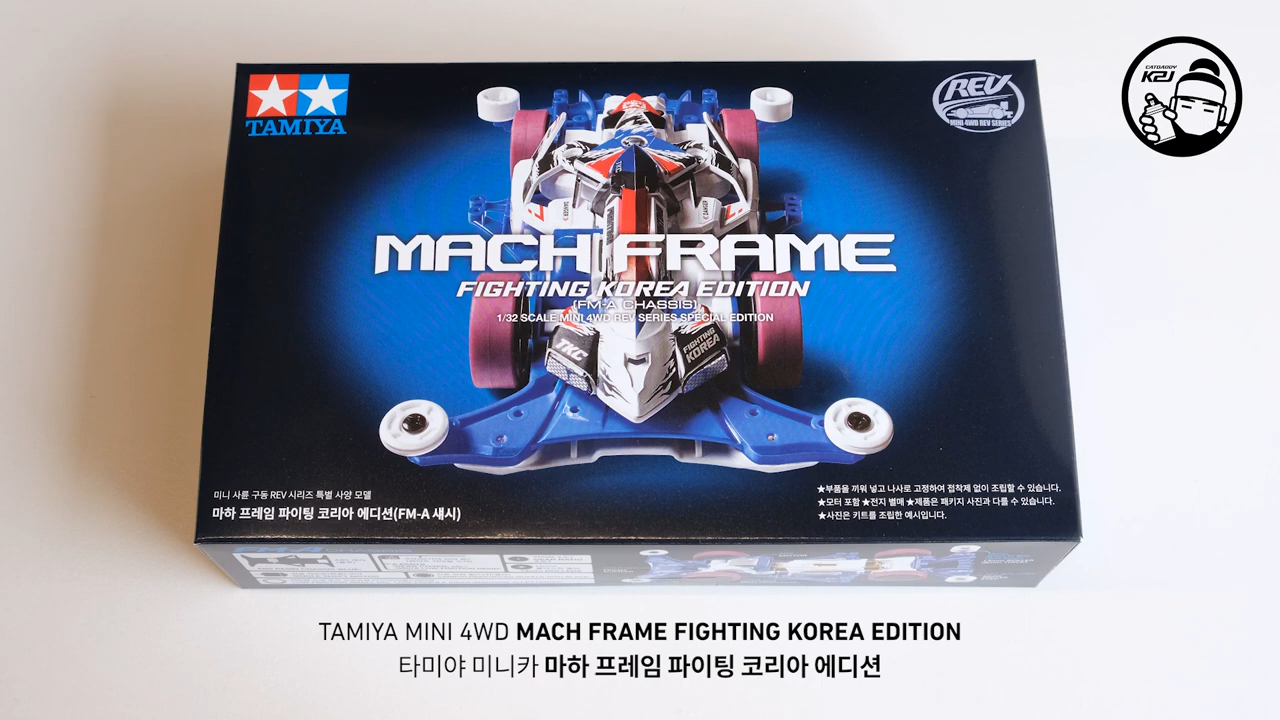 TAMIYA
REV
MINI 4WD REV SERIES
CATDADDY
K2J
DANGER
DANGER
MACH FRAME
FIGHTING KOREA EDITION
(FM-A CHASSIS)
1/32 SCALE MINI 4WD REV SERIES SPECIAL EDITION
TKC
FIGHTING
KOREA
미니 사륜 구동 REV 시리즈 특별 사양 모델
마하 프레임 파이팅 코리아 에디션(FM-A 섀시)
★부품을 끼워 넣고 나사로 고정하여 접착제 없이 조립할 수 있습니다.
★모터 포함 ★전지 별매 ★제품은 패키지 사진과 다를 수 있습니다.
★사진은 키트를 조립한 예시입니다.
TAMIYA MINI 4WD MACH FRAME FIGHTING KOREA EDITION
타미야 미니카 마하 프레임 파이팅 코리아 에디션